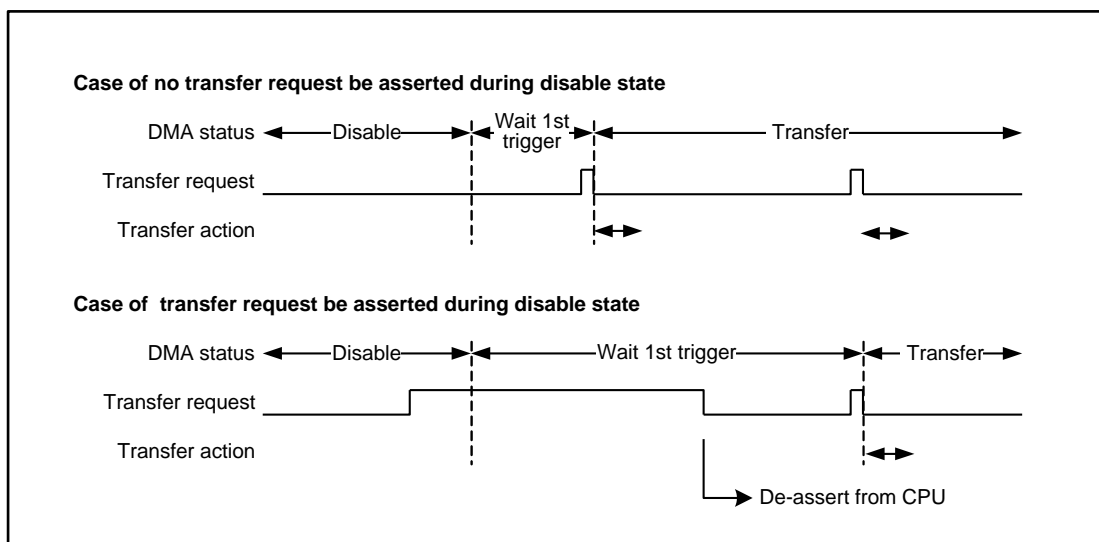 Case of no transfer request be asserted during disable state
DMA status Disable Wait 1st trigger Transfer
Transfer request
Transfer action
Case of transfer request be asserted during disable state
DMA status Disable Wait 1st trigger Transfer
Transfer request
Transfer action
De-assert from CPU